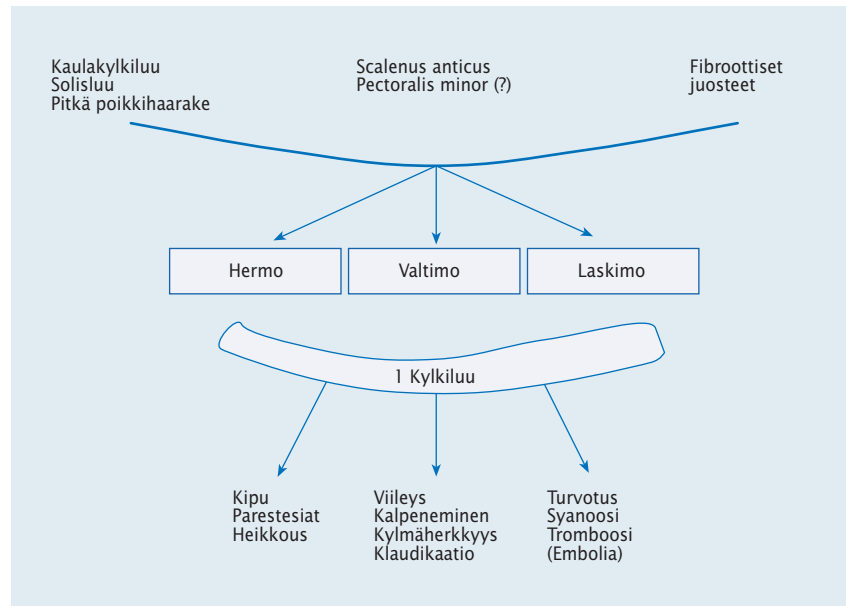 Kaulakylkiluu
Solisluu
Pitkä poikkihaarake
Scalenus anticus
Pectoralis minor (?)
Fibroottiset
juosteet
Hermo
Valtimo
Laskimo
1 Kylkiluu
Kipu
Parestesiat
Heikkous
Viileys
Kalpeneminen
Kylmäherkkyys
Klaudikaatio
Turvotus
Syanoosi
Tromboosi
(Embolia)